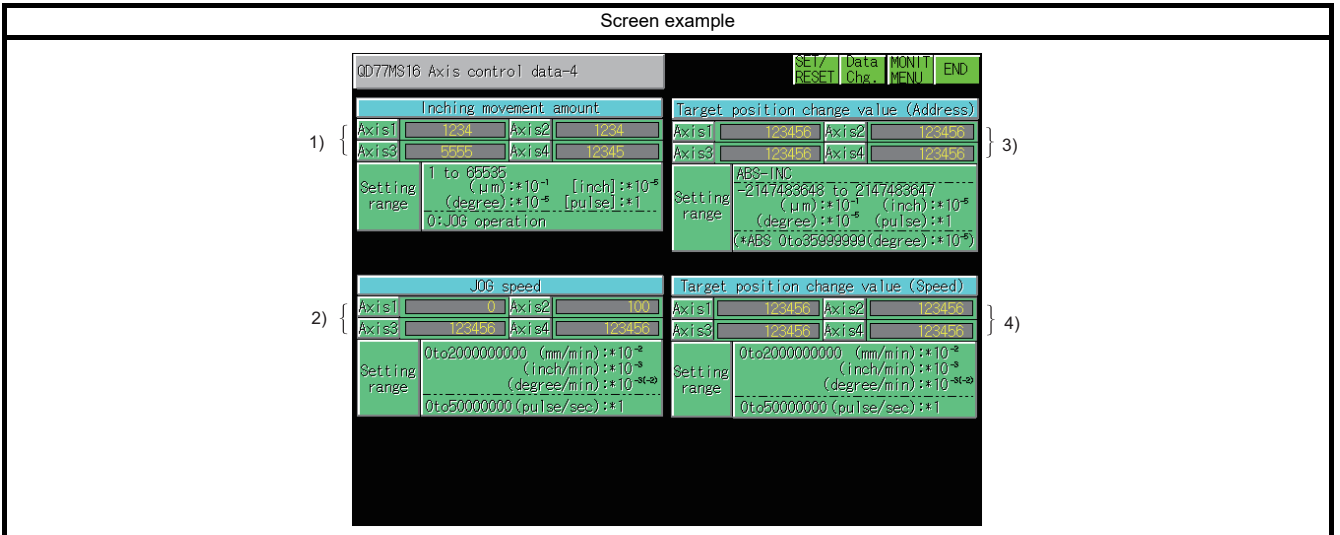 Screen example
QD77MS16 Axis control data-4
SET/ RESET
Data Chg.
MONIT MENU
END
1)
Inching movement amount
Axis1 1234 Axis2 1234
Axis3 5555 Axis4 12345
Setting range
1 to 65535
(μm):*10⁻¹ [inch]:*10⁻⁵
(degree):*10⁻⁵ [pulse]:*1
0:JOG operation
Target position change value (Address)
Axis1 123456 Axis2 123456
Axis3 123456 Axis4 123456
3)
Setting range
ABS-INC
-2147483648 to 2147483647
(μm):*10⁻¹ (inch):*10⁻⁵
(degree):*10⁻⁵ (pulse):*1
(*ABS 0to35999999(degree):*10⁻⁵)
2)
JOG speed
Axis1 0 Axis2 100
Axis3 123456 Axis4 123456
Setting range
0to2000000000 (mm/min):*10⁻²
(inch/min):*10⁻³
(degree/min):*10⁻³⁽⁻²⁾
0to50000000(pulse/sec):*1
Target position change value (Speed)
Axis1 123456 Axis2 123456
Axis3 123456 Axis4 123456
4)
Setting range
0to2000000000 (mm/min):*10⁻²
(inch/min):*10⁻³
(degree/min):*10⁻³⁽⁻²⁾
0to50000000(pulse/sec):*1